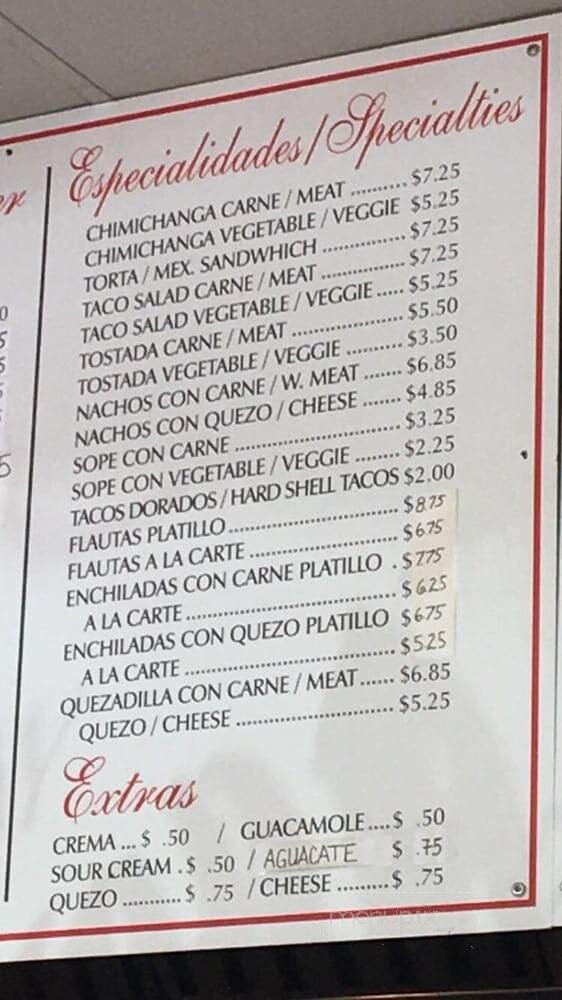 Especialidades/Specialties
CHIMICHANGA CARNE / MEAT .......... $7.25
CHIMICHANGA VEGETABLE / VEGGIE $5.25
TORTA / MEX. SANDWHICH ............... $7.25
TACO SALAD CARNE / MEAT ............... $7.25
TACO SALAD VEGETABLE / VEGGIE ..... $5.25
TOSTADA CARNE / MEAT .................... $5.50
TOSTADA VEGETABLE / VEGGIE .......... $3.50
NACHOS CON CARNE / W. MEAT ....... $6.85
NACHOS CON QUEZO / CHEESE ....... $4.85
SOPE CON CARNE .............................. $3.25
SOPE CON VEGETABLE / VEGGIE ........ $2.25
TACOS DORADOS / HARD SHELL TACOS $2.00
FLAUTAS PLATILLO .............................. $8.75
FLAUTAS A LA CARTE .......................... $6.75
ENCHILADAS CON CARNE PLATILLO . $7.75
A LA CARTE ..................................... $6.25
ENCHILADAS CON QUEZO PLATILLO $6.75
A LA CARTE ..................................... $5.25
QUEZADILLA CON CARNE / MEAT ...... $6.85
QUEZO / CHEESE ............................ $5.25
Extras
CREMA ... $ .50 / GUACAMOLE .... $ .50
SOUR CREAM . $ .50 / AGUACATE $ .75
QUEZO ........... $ .75 / CHEESE ......... $ .75